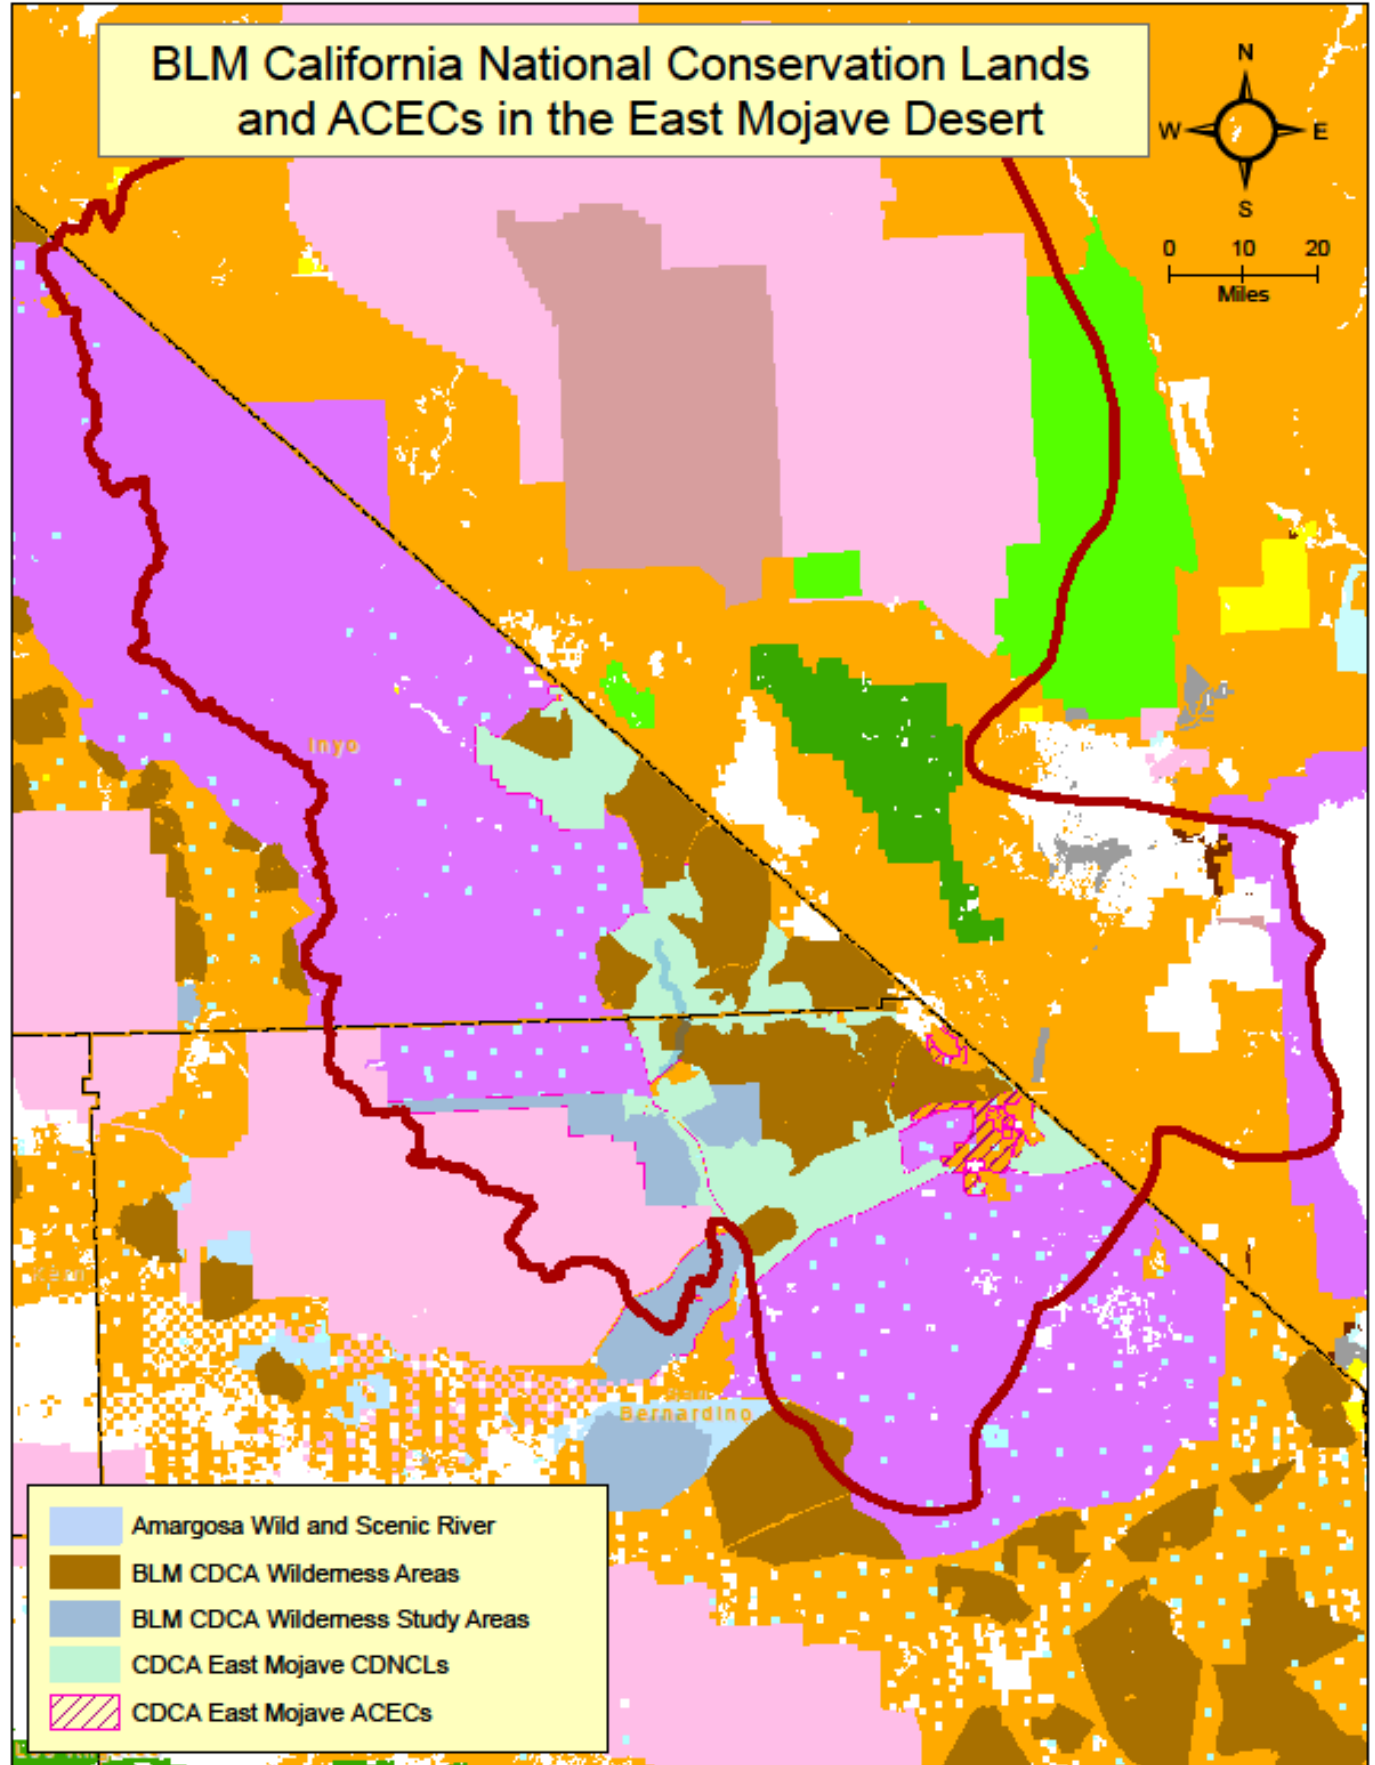 BLM California National Conservation Lands
and ACECs in the East Mojave Desert
N
W
E
S
0 10 20
Miles
Inyo
Kern
San
Bernardino
Amargosa Wild and Scenic River
BLM CDCA Wilderness Areas
BLM CDCA Wilderness Study Areas
CDCA East Mojave CDNCLs
CDCA East Mojave ACECs